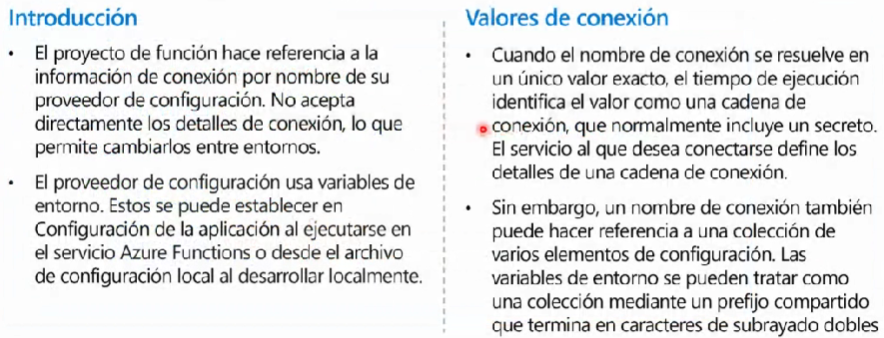 Introducción
• El proyecto de función hace referencia a la
información de conexión por nombre de su
proveedor de configuración. No acepta
directamente los detalles de conexión, lo que
permite cambiarlos entre entornos.
• El proveedor de configuración usa variables de
entorno. Estos se puede establecer en
Configuración de la aplicación al ejecutarse en
el servicio Azure Functions o desde el archivo
de configuración local al desarrollar localmente.
Valores de conexión
• Cuando el nombre de conexión se resuelve en
un único valor exacto, el tiempo de ejecución
identifica el valor como una cadena de
conexión, que normalmente incluye un secreto.
El servicio al que desea conectarse define los
detalles de una cadena de conexión.
• Sin embargo, un nombre de conexión también
puede hacer referencia a una colección de
varios elementos de configuración. Las
variables de entorno se pueden tratar como
una colección mediante un prefijo compartido
que termina en caracteres de subrayado dobles